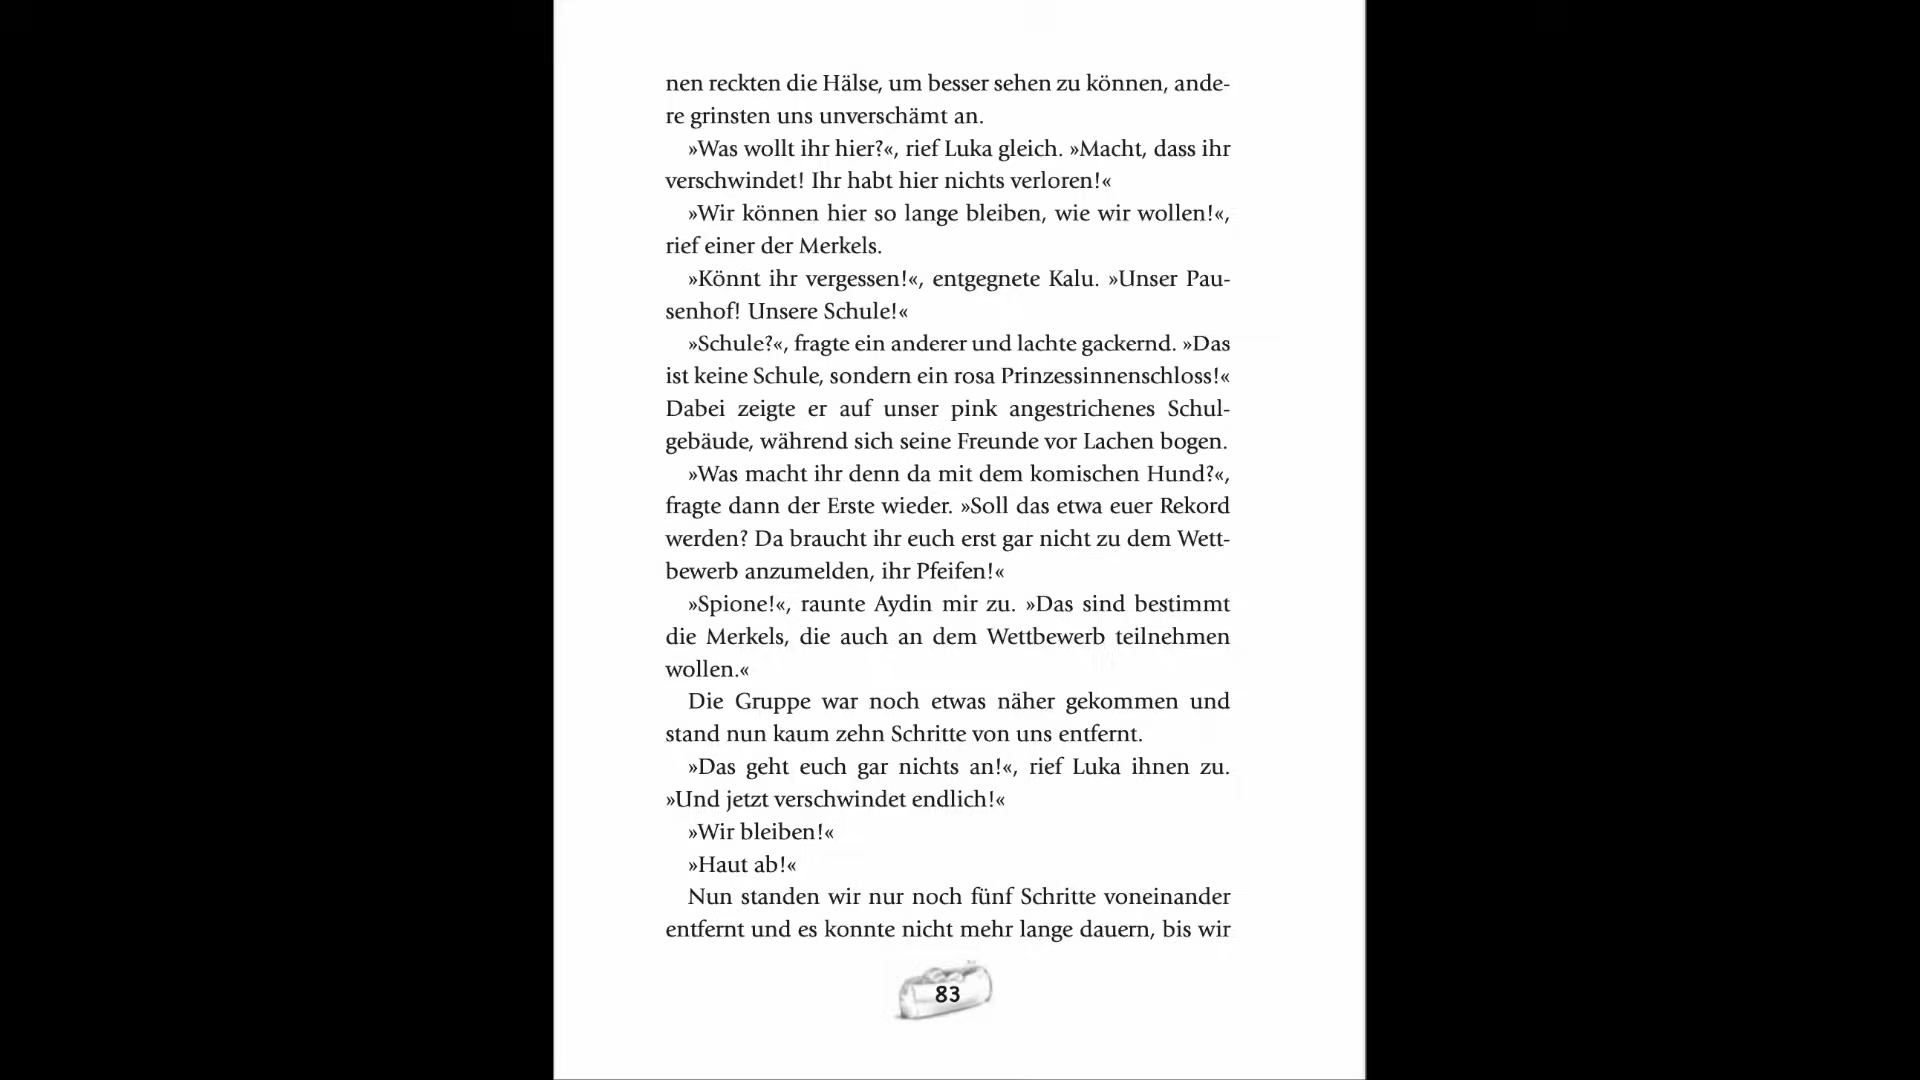 nen reckten die Hälse, um besser sehen zu können, ande-
re grinsten uns unverschämt an.
»Was wollt ihr hier?«, rief Luka gleich. »Macht, dass ihr
verschwindet! Ihr habt hier nichts verloren!«
»Wir können hier so lange bleiben, wie wir wollen!«,
rief einer der Merkels.
»Könnt ihr vergessen!«, entgegnete Kalu. »Unser Pau-
senhof! Unsere Schule!«
»Schule?«, fragte ein anderer und lachte gackernd. »Das
ist keine Schule, sondern ein rosa Prinzessinnenschloss!«
Dabei zeigte er auf unser pink angestrichenes Schul-
gebäude, während sich seine Freunde vor Lachen bogen.
»Was macht ihr denn da mit dem komischen Hund?«,
fragte dann der Erste wieder. »Soll das etwa euer Rekord
werden? Da braucht ihr euch erst gar nicht zu dem Wett-
bewerb anzumelden, ihr Pfeifen!«
»Spione!«, raunte Aydin mir zu. »Das sind bestimmt
die Merkels, die auch an dem Wettbewerb teilnehmen
wollen.«
Die Gruppe war noch etwas näher gekommen und
stand nun kaum zehn Schritte von uns entfernt.
»Das geht euch gar nichts an!«, rief Luka ihnen zu.
»Und jetzt verschwindet endlich!«
»Wir bleiben!«
»Haut ab!«
Nun standen wir nur noch fünf Schritte voneinander
entfernt und es konnte nicht mehr lange dauern, bis wir
83